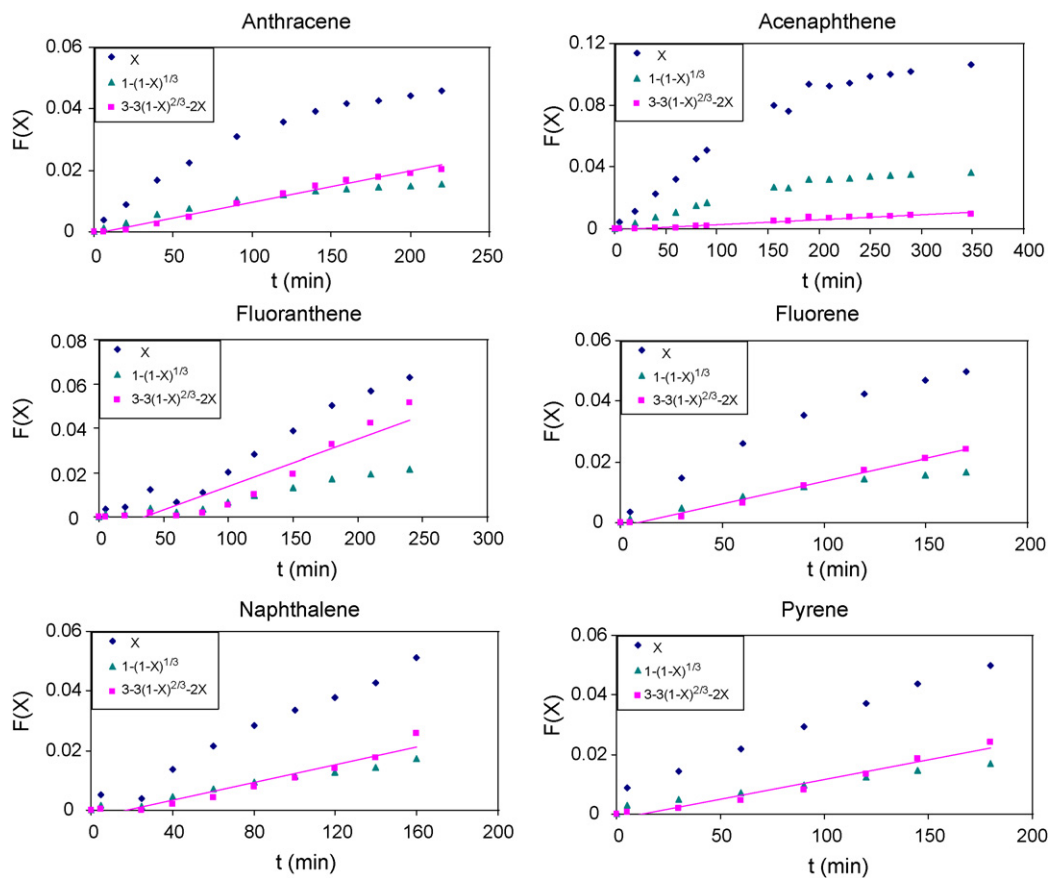 Anthracene
0.06
0.04
0.02
0
F(X)
X
1-(1-X)^1/3
3-3(1-X)^2/3-2X
0 50 100 150 200 250
t (min)
Acenaphthene
0.12
0.08
0.04
0
F(X)
X
1-(1-X)^1/3
3-3(1-X)^2/3-2X
0 50 100 150 200 250 300 350 400
t (min)
Fluoranthene
0.08
0.06
0.04
0.02
0
F(X)
X
1-(1-X)^1/3
3-3(1-X)^2/3-2X
0 50 100 150 200 250 300
t (min)
Fluorene
0.06
0.04
0.02
0
F(X)
X
1-(1-X)^1/3
3-3(1-X)^2/3-2X
0 50 100 150 200
t (min)
Naphthalene
0.06
0.04
0.02
0
F(X)
X
1-(1-X)^1/3
3-3(1-X)^2/3-2X
0 40 80 120 160 200
t (min)
Pyrene
0.06
0.04
0.02
0
F(X)
X
1-(1-X)^1/3
3-3(1-X)^2/3-2X
0 50 100 150 200
t (min)